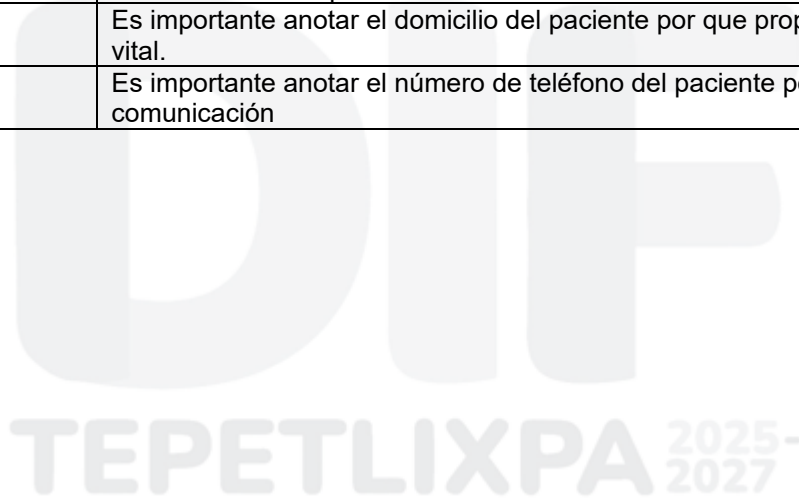 Es importante anotar el domicilio del paciente por que
vital.
Es importante anotar el número de teléfono del paciente
comunicación
DIF
TEPETLIXPA 2025-
2027